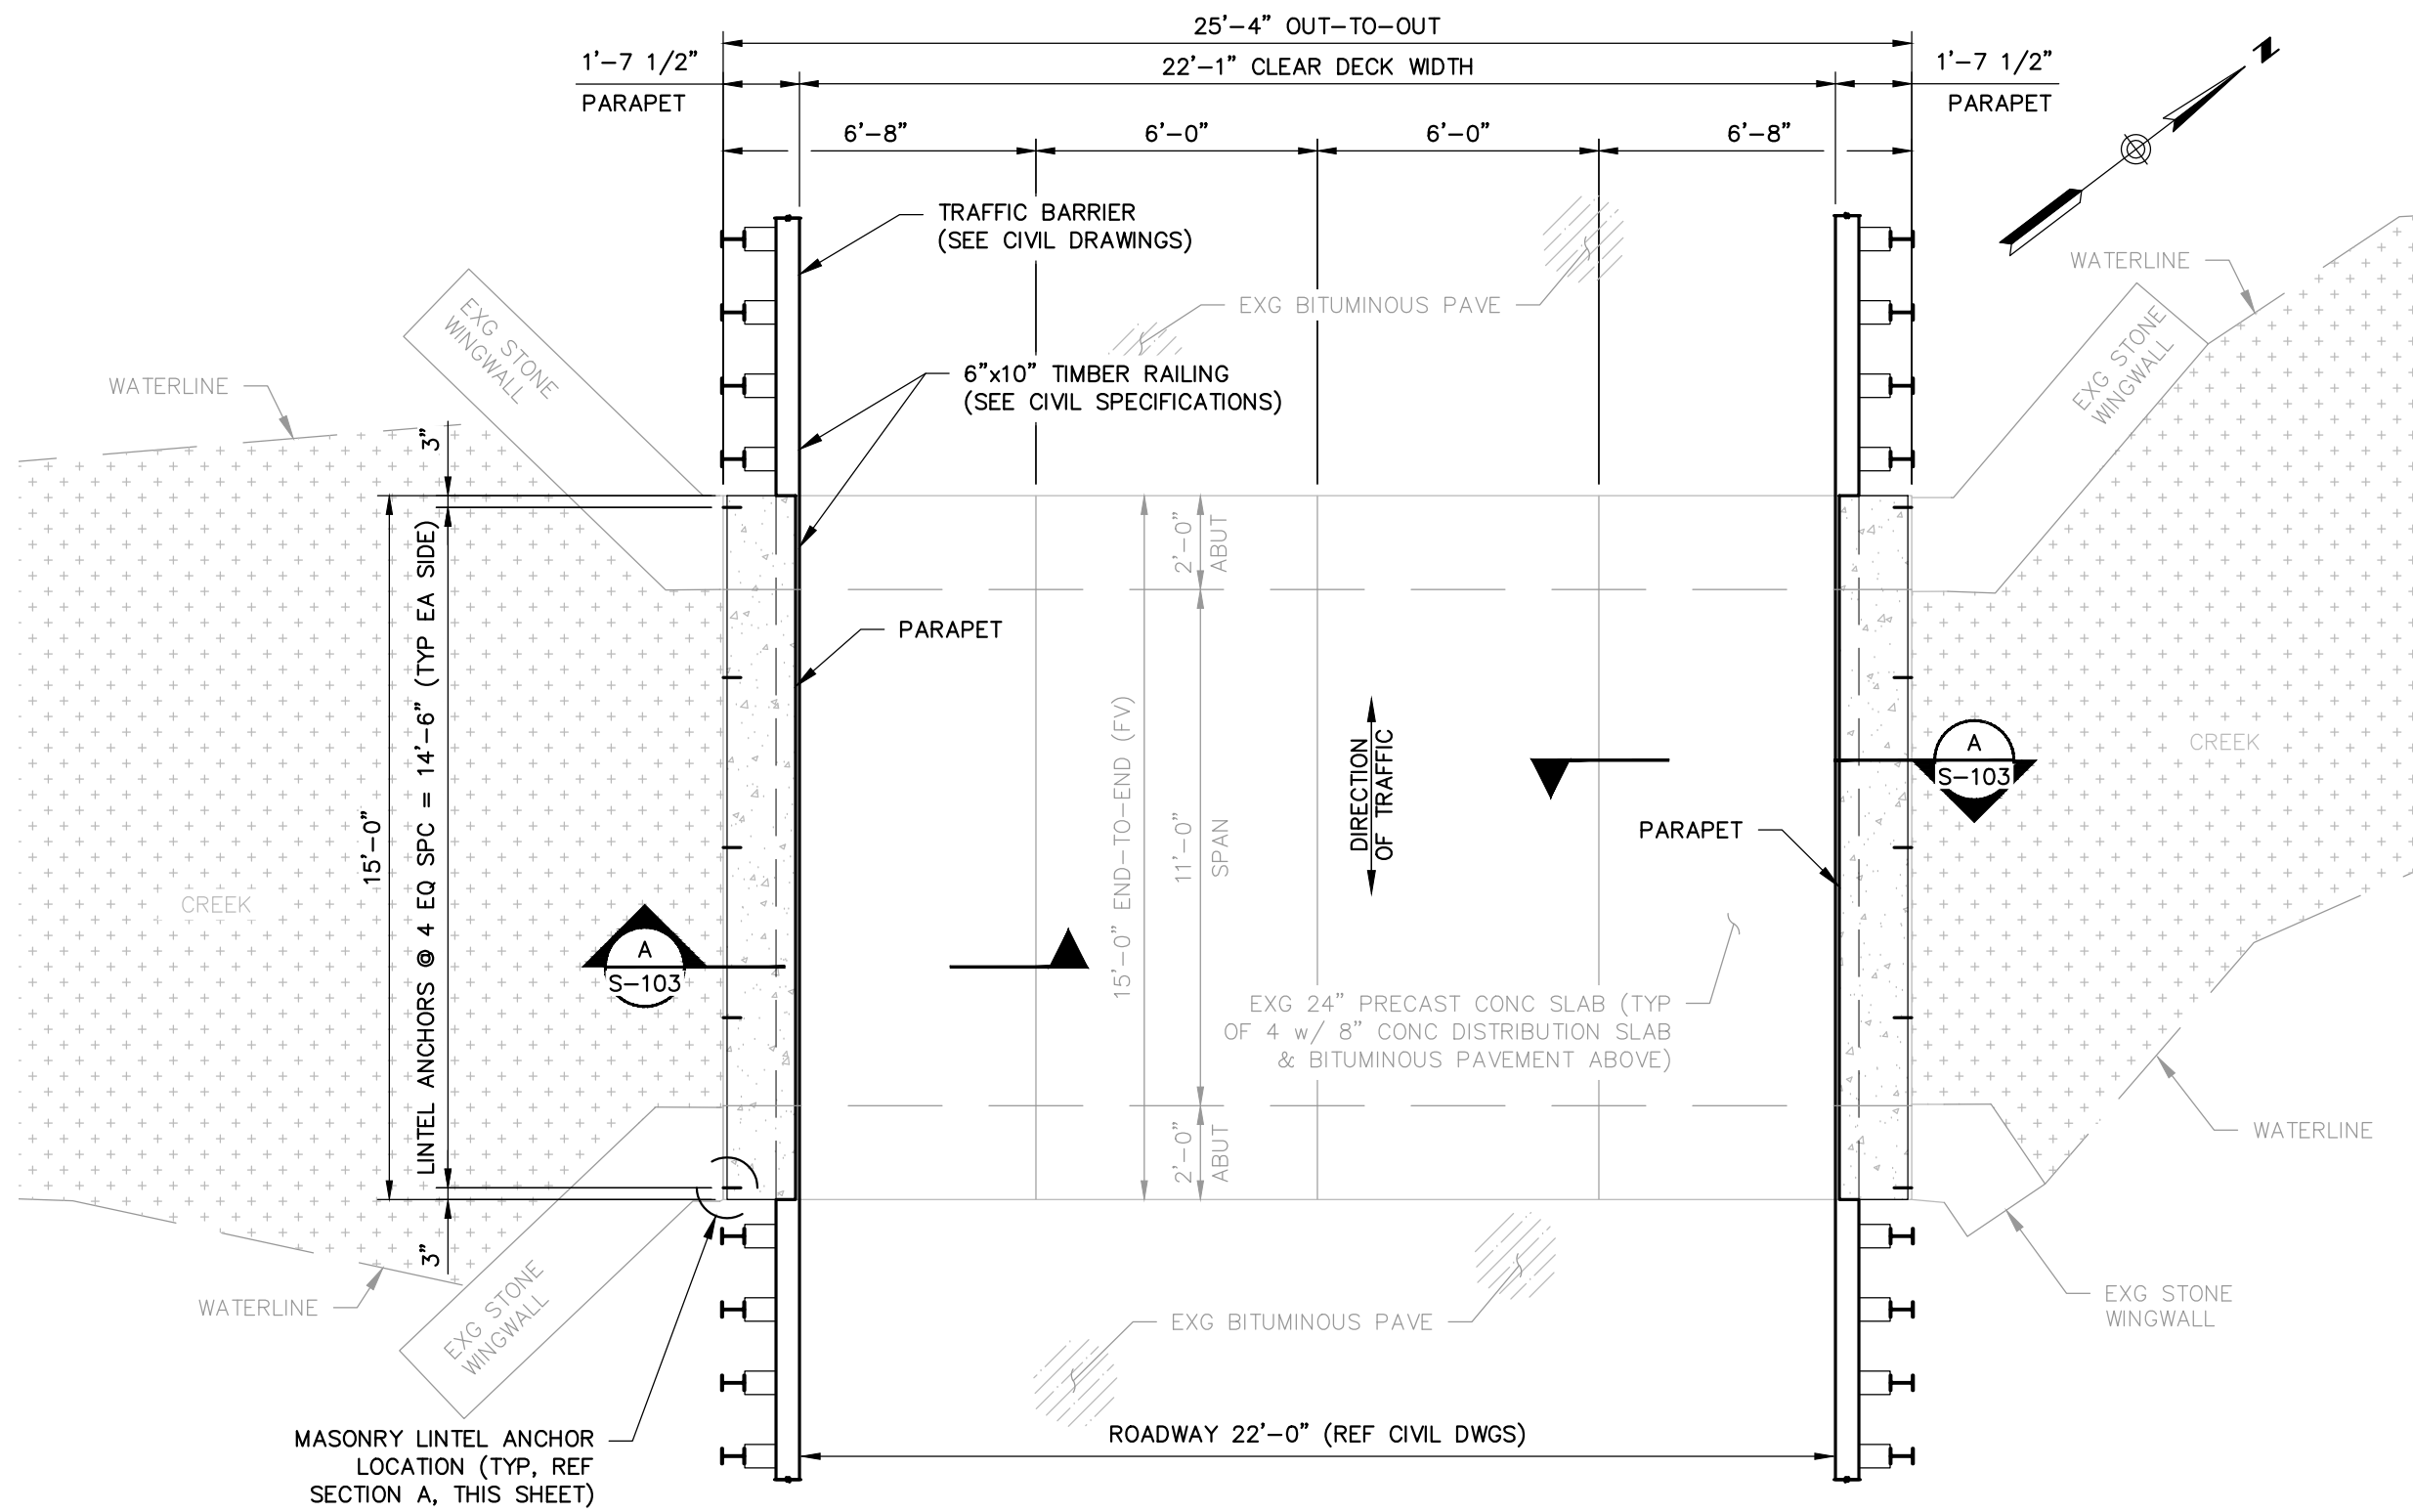 25'-4" OUT-TO-OUT
1'-7 1/2"
PARAPET
22'-1" CLEAR DECK WIDTH
1'-7 1/2"
PARAPET
N
6'-8"
6'-0"
6'-0"
6'-8"
TRAFFIC BARRIER
(SEE CIVIL DRAWINGS)
WATERLINE
EXG BITUMINOUS PAVE
EXG STONE
WINGWALL
EXG STONE
WINGWALL
WATERLINE
6"x10" TIMBER RAILING
(SEE CIVIL SPECIFICATIONS)
3"
2'-0"
ABUT
PARAPET
15'-0"
LINTEL ANCHORS @ 4 EQ SPC = 14'-6" (TYP EA SIDE)
15'-0" END-TO-END (FV)
11'-0"
SPAN
DIRECTION
OF TRAFFIC
A
S-103
CREEK
PARAPET
CREEK
A
S-103
EXG 24" PRECAST CONC SLAB (TYP
OF 4 w/ 8" CONC DISTRIBUTION SLAB
& BITUMINOUS PAVEMENT ABOVE)
2'-0"
ABUT
WATERLINE
3"
WATERLINE
EXG STONE
WINGWALL
EXG BITUMINOUS PAVE
EXG STONE
WINGWALL
MASONRY LINTEL ANCHOR
LOCATION (TYP, REF
SECTION A, THIS SHEET)
ROADWAY 22'-0" (REF CIVIL DWGS)